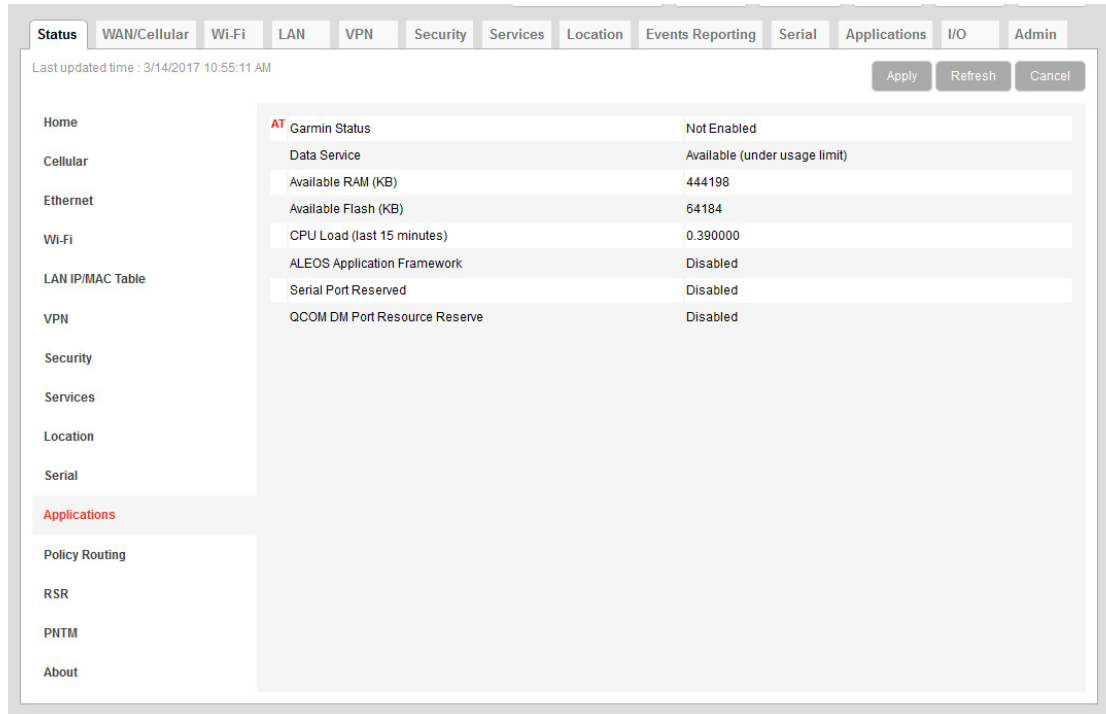 Status WAN/Cellular Wi-Fi LAN VPN Security Services Location Events Reporting Serial Applications I/O Admin
Last updated time : 3/14/2017 10:55:11 AM
Apply Refresh Cancel
Home
Cellular
Ethernet
Wi-Fi
LAN IP/MAC Table
VPN
Security
Services
Location
Serial
Applications
Policy Routing
RSR
PNTM
About
AT Garmin Status Not Enabled
Data Service Available (under usage limit)
Available RAM (KB) 444198
Available Flash (KB) 64184
CPU Load (last 15 minutes) 0.390000
ALEOS Application Framework Disabled
Serial Port Reserved Disabled
QCOM DM Port Resource Reserve Disabled